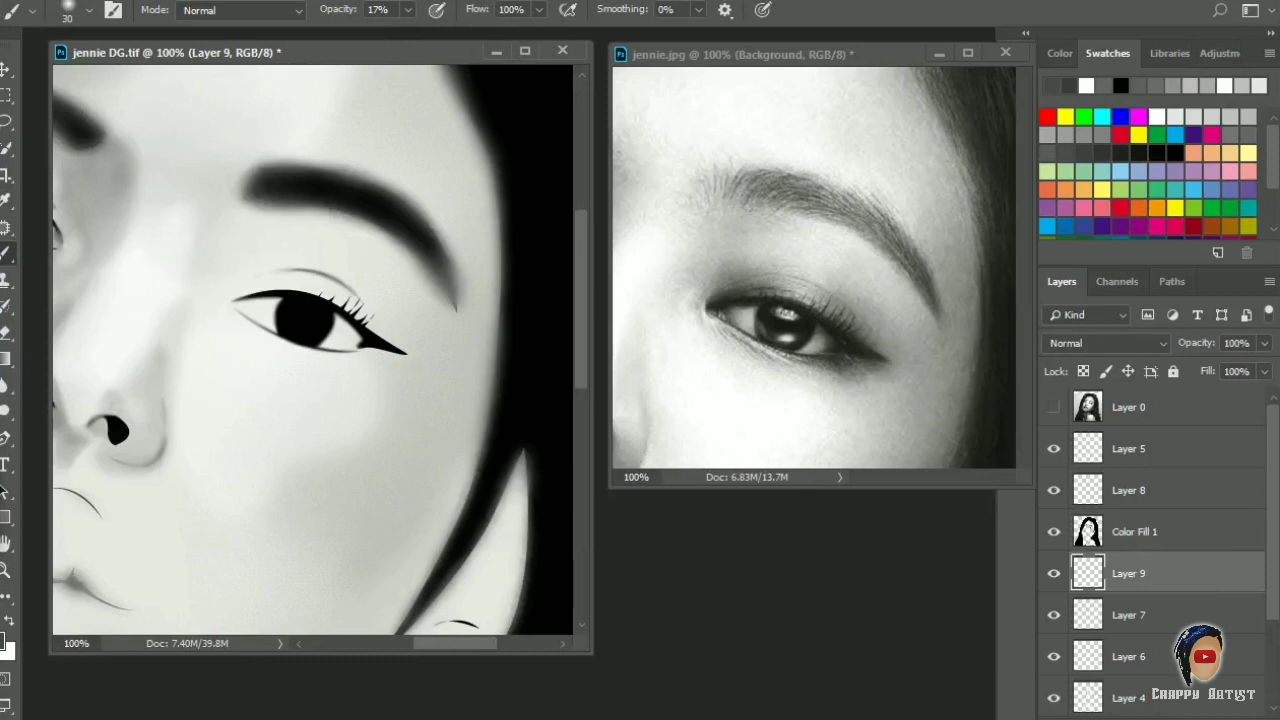 30
Mode: Normal
Opacity: 17%
Flow: 100%
Smoothing: 0%
jennie DG.tif @ 100% (Layer 9, RGB/8) *
jennie.jpg @ 100% (Background, RGB/8) *
100% Doc: 7.40M/39.8M
100% Doc: 6.83M/13.7M
Color Swatches Libraries Adjustm
Layers Channels Paths
Kind
Normal Opacity: 100%
Lock: Fill: 100%
Layer 0
Layer 5
Layer 8
Color Fill 1
Layer 9
Layer 7
Layer 6
Layer 4
Crappy Artist